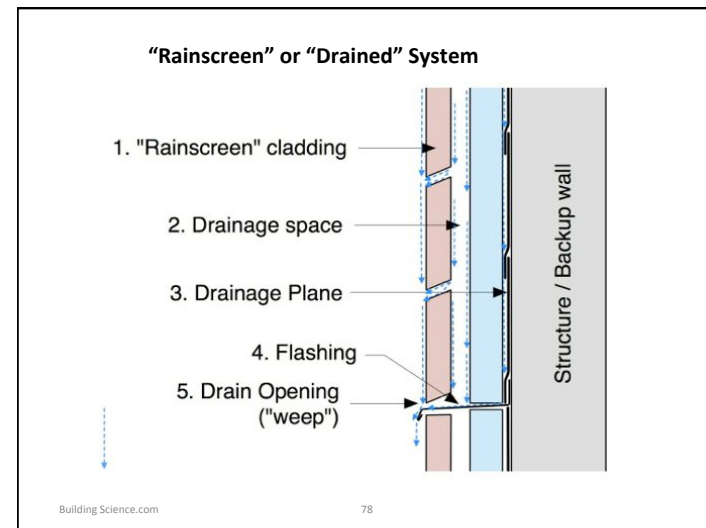 “Rainscreen” or “Drained” System
1. "Rainscreen" cladding
2. Drainage space
3. Drainage Plane
4. Flashing
5. Drain Opening
("weep")
Structure / Backup wall
Building Science.com
78